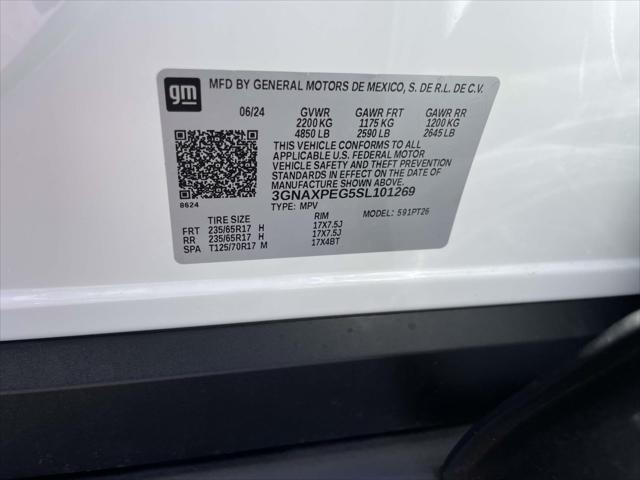 gm
MFD BY GENERAL MOTORS DE MEXICO, S. DE R.L. DE C.V.
06/24 GVWR GAWR FRT GAWR RR
2200 KG 1175 KG 1200 KG
4850 LB 2590 LB 2645 LB
THIS VEHICLE CONFORMS TO ALL
APPLICABLE U.S. FEDERAL MOTOR
VEHICLE SAFETY AND THEFT PREVENTION
STANDARDS IN EFFECT ON THE DATE OF
MANUFACTURE SHOWN ABOVE.
3GNAXPEG5SL101269
8624
TYPE: MPV
MODEL: 591PT26
TIRE SIZE RIM
FRT 235/65R17 H 17X7.5J
RR 235/65R17 H 17X7.5J
SPA T125/70R17 M 17X4BT